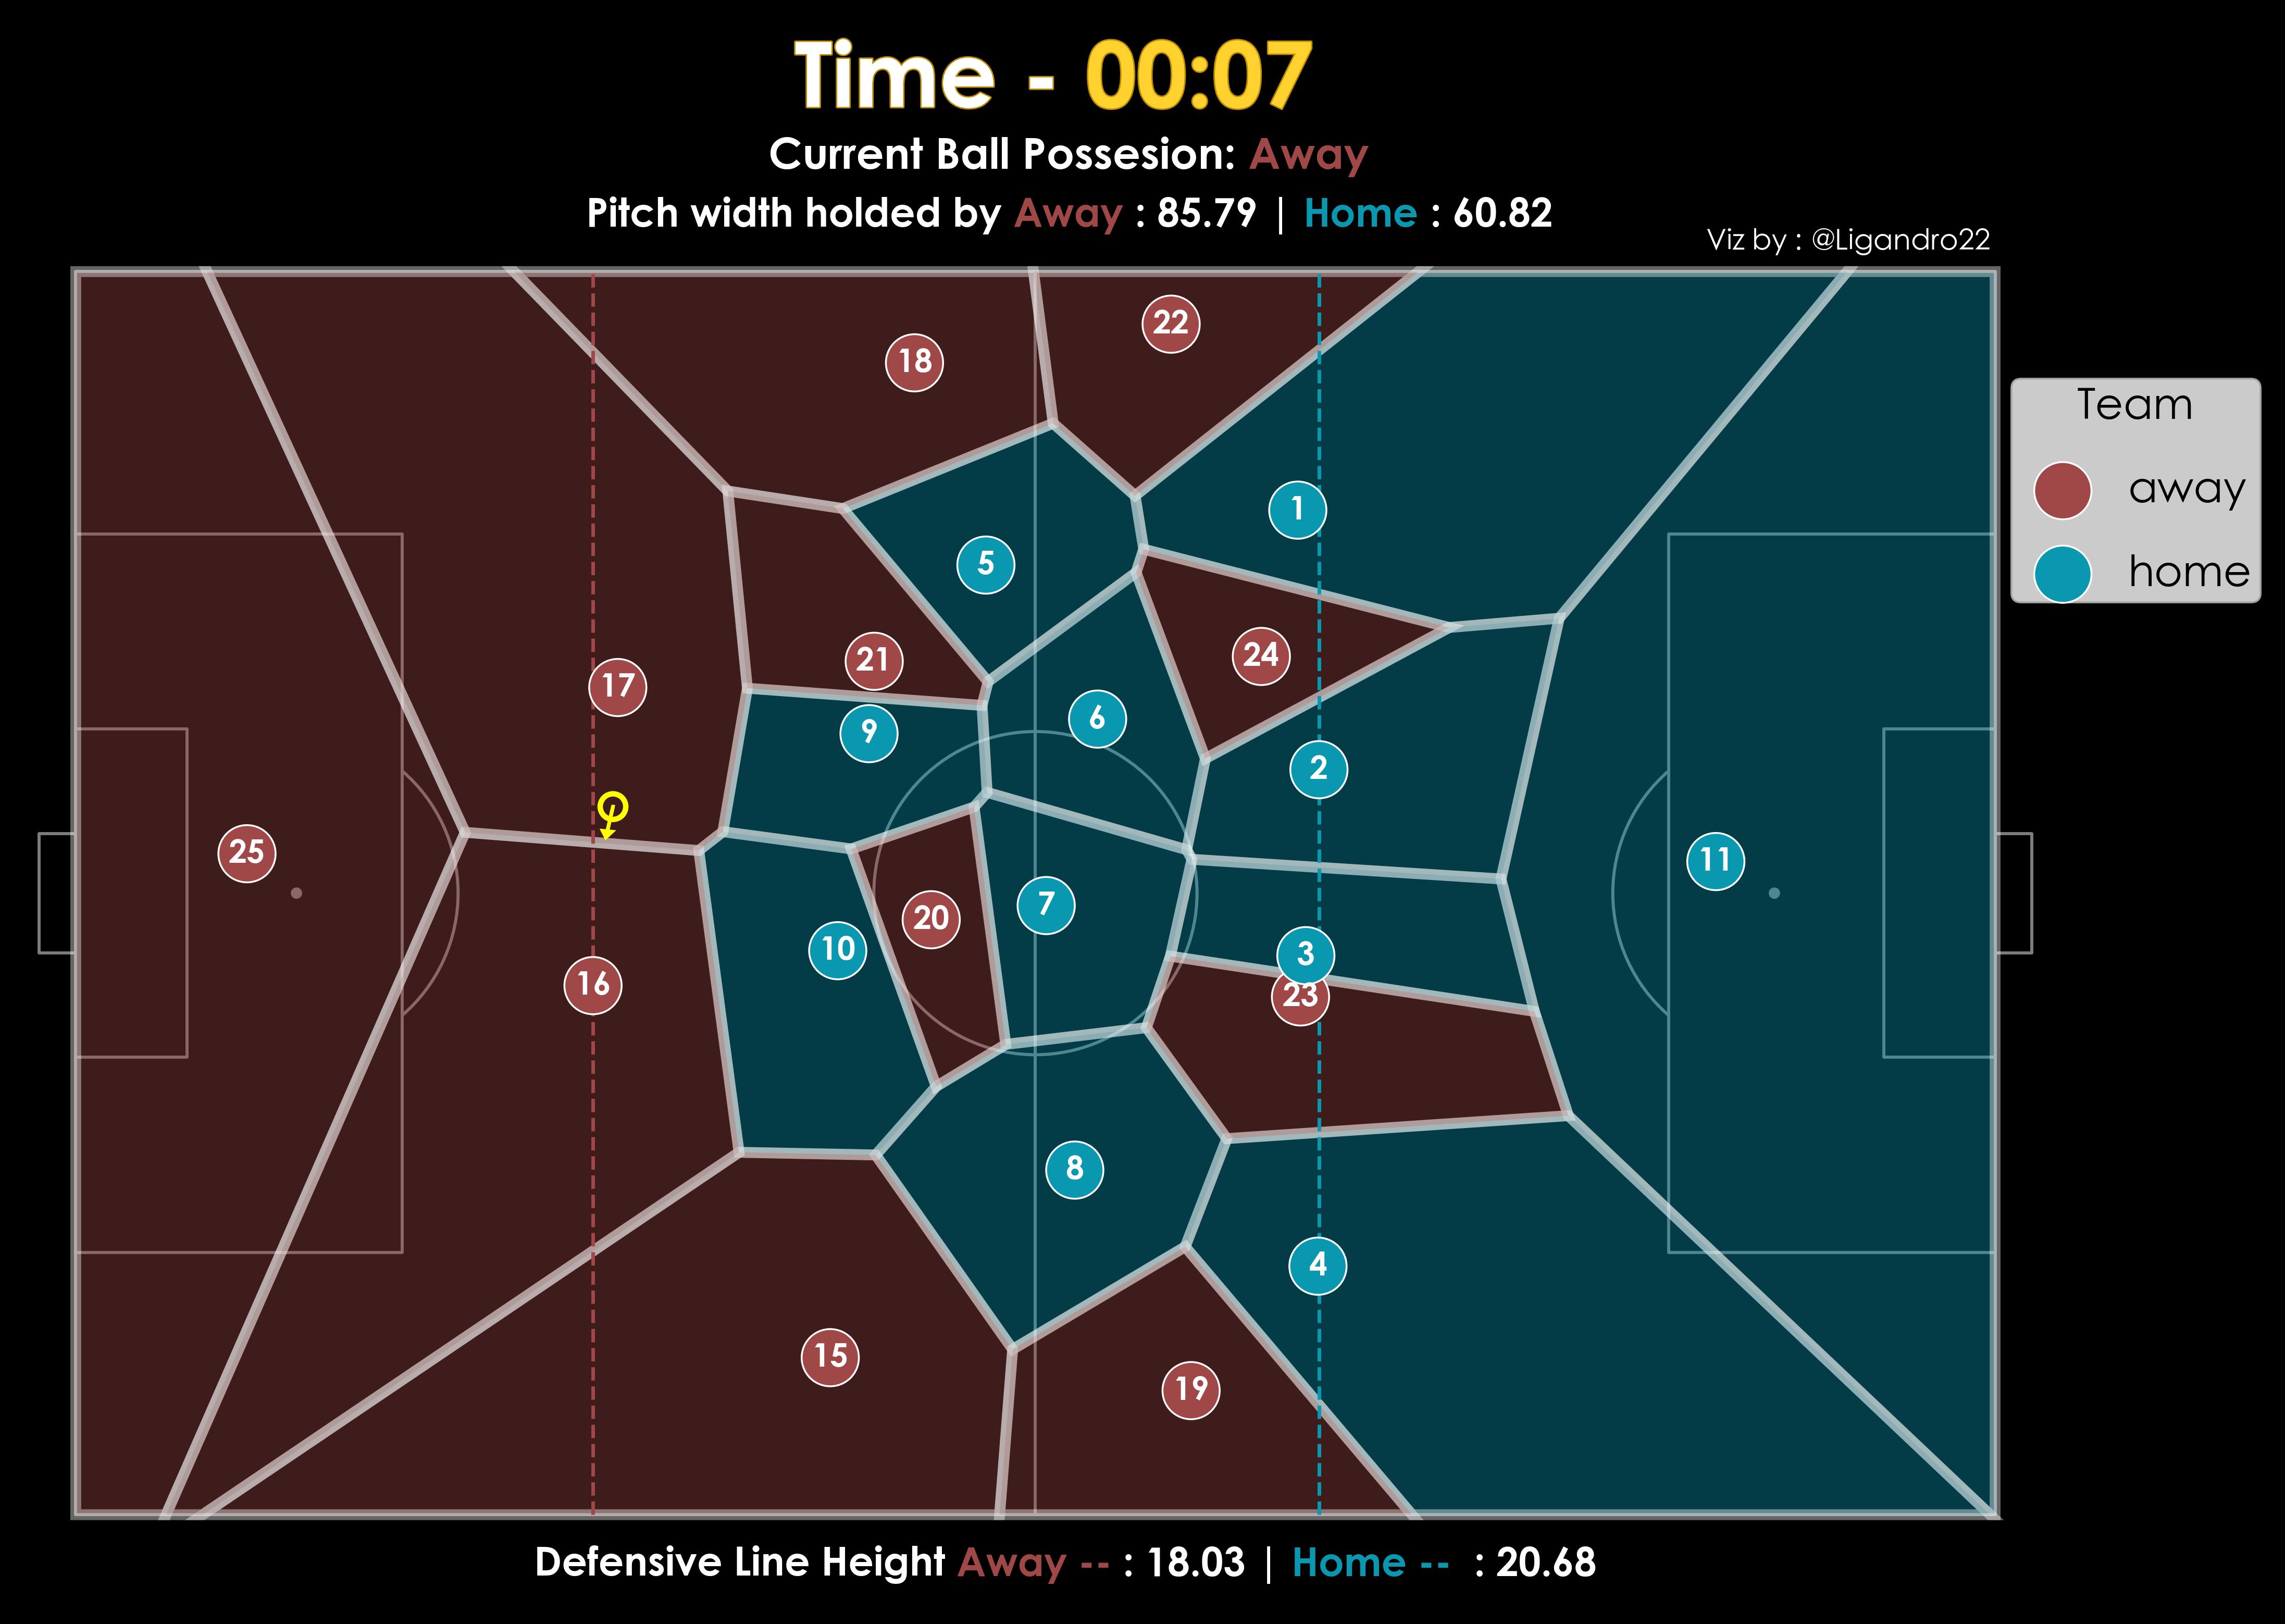 Time - 00:07
Current Ball Possesion: Away
Pitch width holded by Away : 85.79 | Home : 60.82
Viz by : @Ligandro22
22
18
Team
away
home
1
5
24
21
17
6
9
2
25
11
7
20
10
3
16
23
8
4
15
19
Defensive Line Height Away -- : 18.03 | Home -- : 20.68